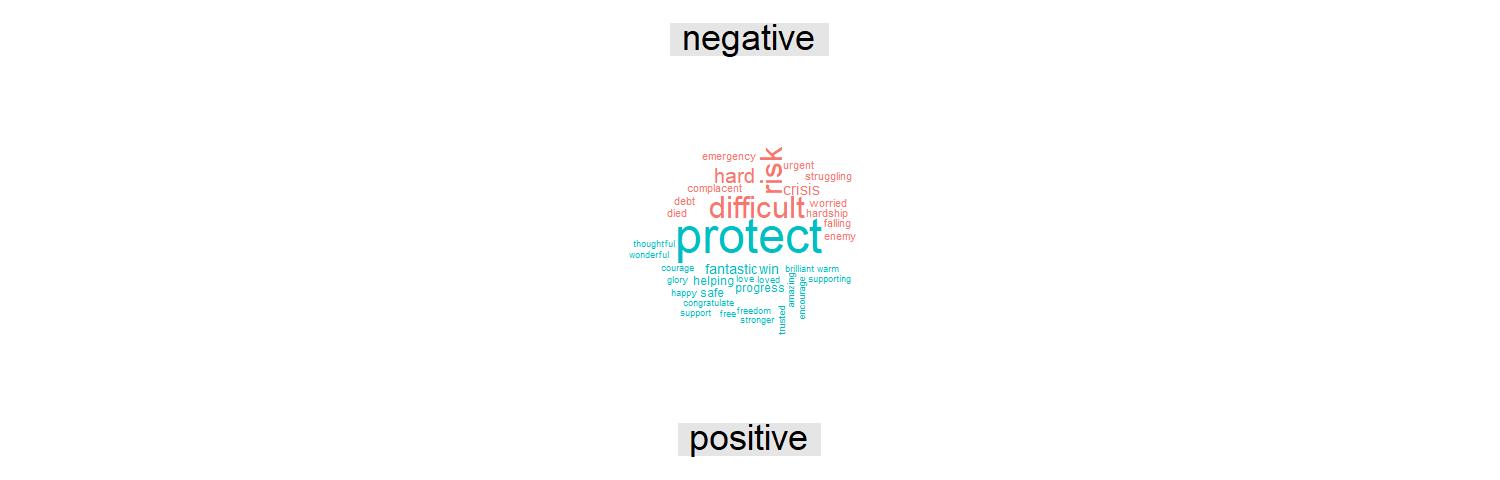 negative
emergency
risk
urgent
hard
struggling
complacent
crisis
debt
difficult
worried
died
hardship
falling
protect
enemy
thoughtful
wonderful
courage
fantastic
win
brilliant
warm
glory
helping
love
loved
amazing
supporting
happy
safe
progress
encourage
congratulate
support
free
freedom
stronger
trusted
positive